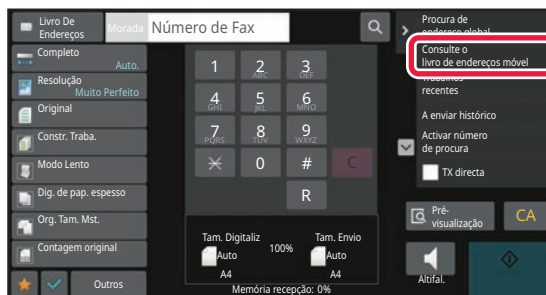 Livro De
Endereços
Morada
Número de Fax
Completo
Auto.
Resolução
Muito Perfeito
Original
Constr. Traba.
Modo Lento
Dig. de pap. espesso
Org. Tam. Mst.
Contagem original
Outros
1
2
ABC
3
DEF
4
GHI
5
JKL
6
MNO
7
PQRS
8
TUV
9
WXYZ
0
#
C
R
Tam. Digitaliz
100%
Tam. Envio
Auto
Auto
A4
A4
Memória recepção: 0%
Procura de
endereço global
Consulte o
livro de endereços móvel
Trabalhos
recentes
A enviar histórico
Activar número
de procura
TX directa
Pré-
visualização
CA
Altifal.